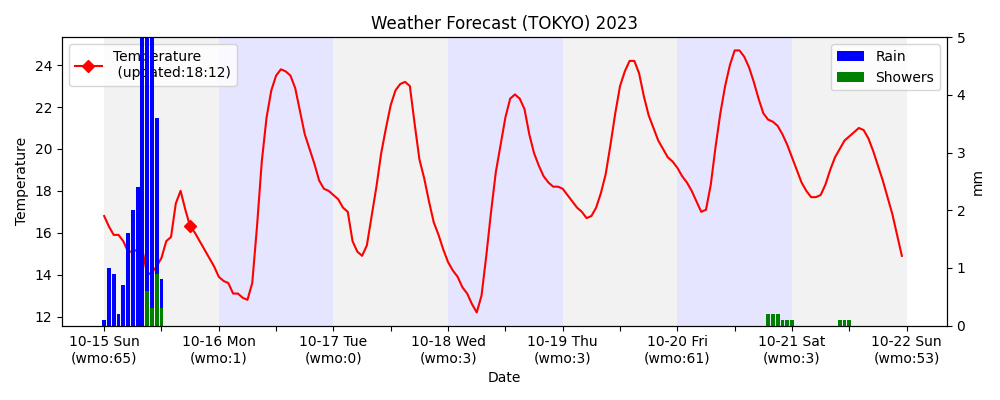 Weather Forecast (TOKYO) 2023
Temperature
(updated:18:12)
Rain
Showers
24
22
20
18
16
14
12
Temperature
5
4
3
2
1
0
mm
10-15 Sun
(wmo:65)
10-16 Mon
(wmo:1)
10-17 Tue
(wmo:0)
10-18 Wed
(wmo:3)
10-19 Thu
(wmo:3)
10-20 Fri
(wmo:61)
10-21 Sat
(wmo:3)
10-22 Sun
(wmo:53)
Date